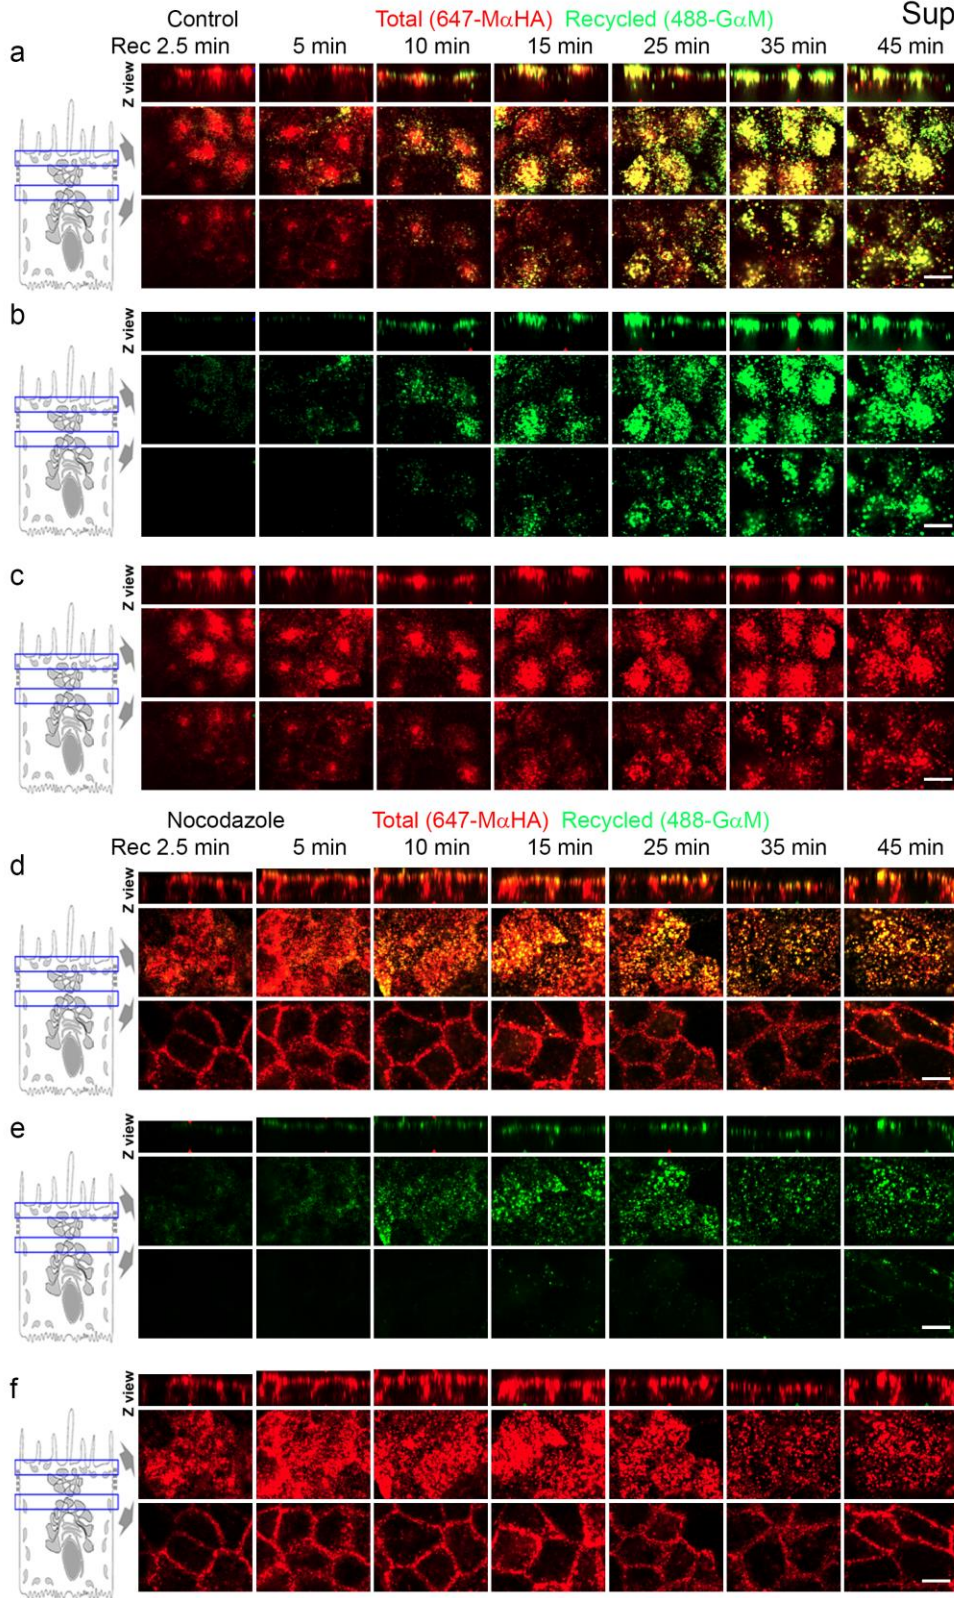 Sup
Control Total (647-MαHA) Recycled (488-GαM)
Rec 2.5 min 5 min 10 min 15 min 25 min 35 min 45 min
a
Z view
b
Z view
c
Z view
Nocodazole Total (647-MαHA) Recycled (488-GαM)
Rec 2.5 min 5 min 10 min 15 min 25 min 35 min 45 min
d
Z view
e
Z view
f
Z view